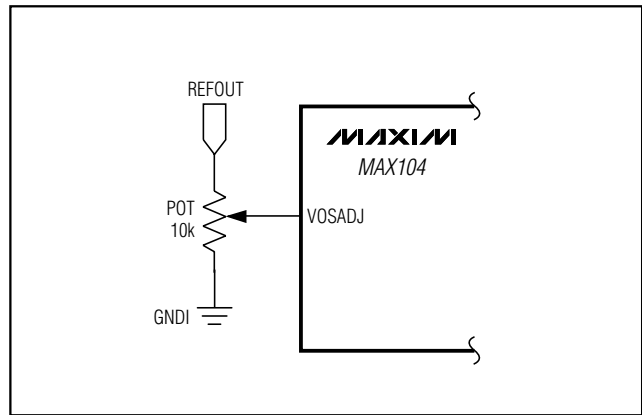 REFOUT
MAXIM
MAX104
POT
10k
VOSADJ
GNDI